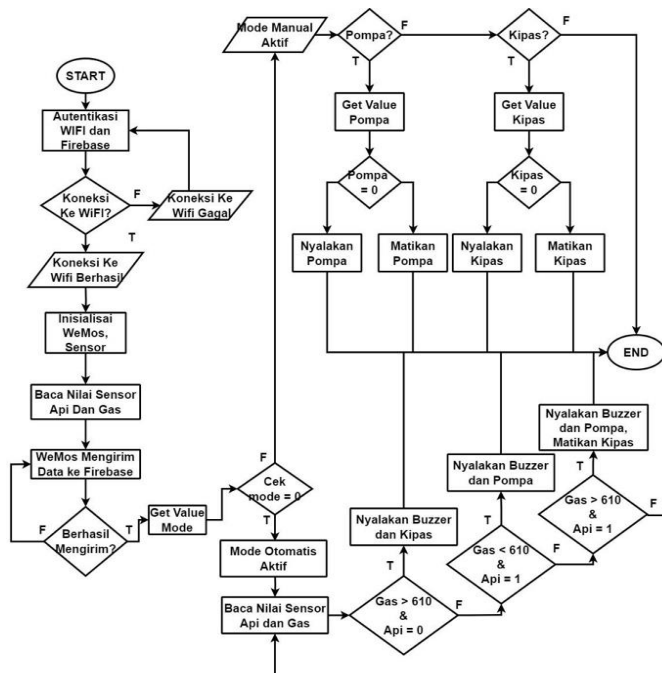 START
Autentikasi
WIFI dan
Firebase
Koneksi
Ke WiFI?
F
Koneksi Ke
Wifi Gagal
T
Koneksi Ke
Wifi Berhasil
Inisialisai
WeMos,
Sensor
Baca Nilai Sensor
Api Dan Gas
WeMos Mengirim
Data ke Firebase
F
Berhasil
Mengirim?
T
Get Value
Mode
F
Cek
mode = 0
T
Mode Otomatis
Aktif
Baca Nilai Sensor
Api dan Gas
Mode Manual
Aktif
Pompa?
F
T
Get Value
Pompa
Pompa
= 0
Nyalakan
Pompa
Matikan
Pompa
Kipas?
F
T
Get Value
Kipas
Kipas
= 0
Nyalakan
Kipas
Matikan
Kipas
END
Nyalakan Buzzer
dan Kipas
T
Gas > 610
&
Api = 0
F
Nyalakan Buzzer
dan Pompa
T
Gas < 610
&
Api = 1
F
Nyalakan Buzzer
dan Pompa,
Matikan Kipas
T
Gas > 610
&
Api = 1
F